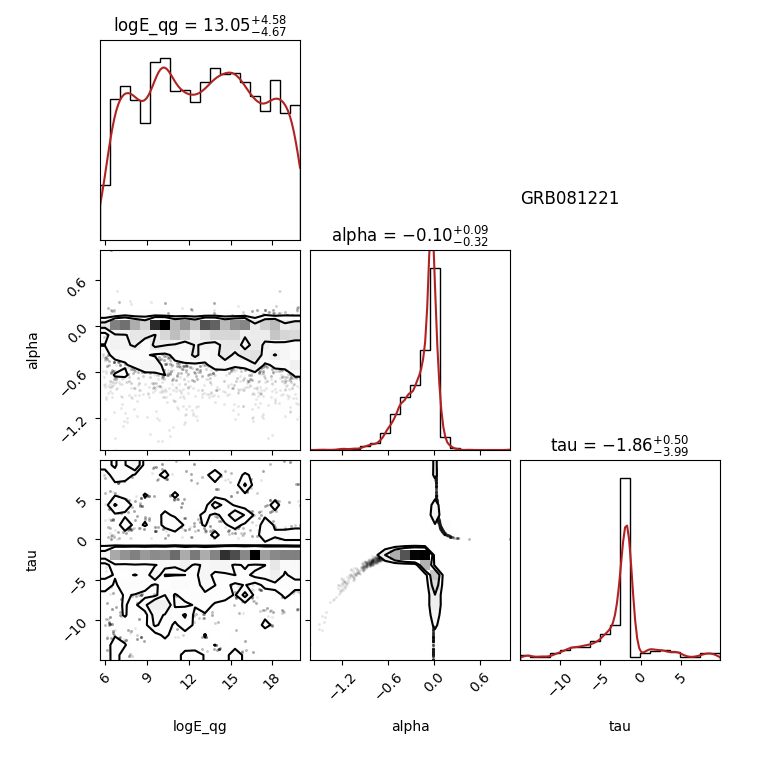 logE_qg = 13.05^{+4.58}_{−4.67}
GRB081221
alpha = −0.10^{+0.09}_{−0.32}
alpha
0.6
0.0
−0.6
−1.2
tau = −1.86^{+0.50}_{−3.99}
tau
5
0
−5
−10
6 9 12 15 18
−1.2 −0.6 0.0 0.6
−10 −5 0 5
logE_qg alpha tau